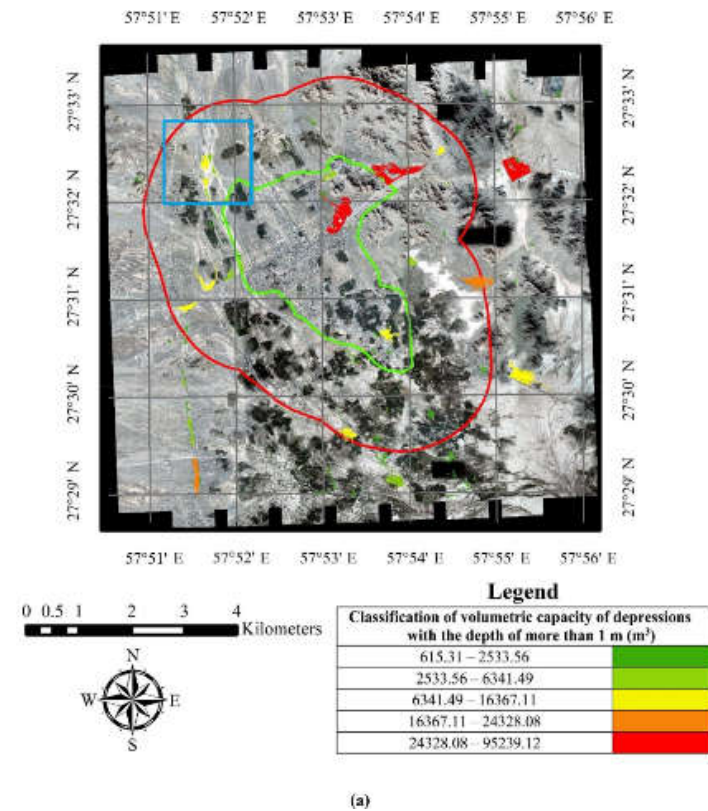 57°51' E 57°52' E 57°53' E 57°54' E 57°55' E 57°56' E
27°33' N 27°33' N
27°32' N 27°32' N
27°31' N 27°31' N
27°30' N 27°30' N
27°29' N 27°29' N
57°51' E 57°52' E 57°53' E 57°54' E 57°55' E 57°56' E
0 0.5 1 2 3 4
Kilometers
N
W E
S
Legend
Classification of volumetric capacity of depressions
with the depth of more than 1 m (m³)
615.31 – 2533.56
2533.56 – 6341.49
6341.49 – 16367.11
16367.11 – 24328.08
24328.08 – 95239.12
(a)